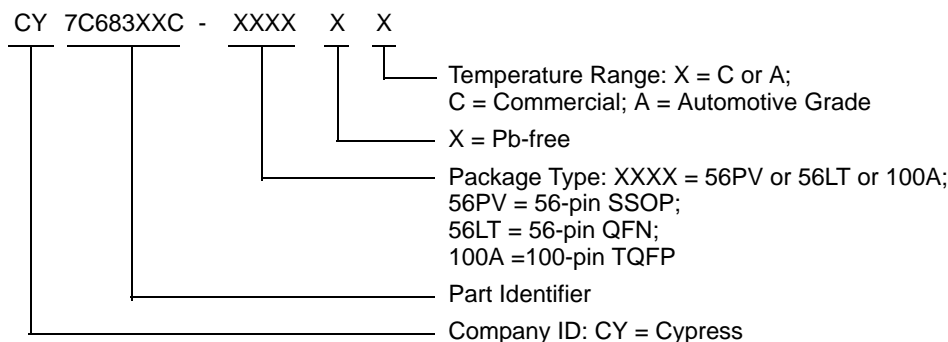 CY 7C683XXC - XXXX X X
Temperature Range: X = C or A;
C = Commercial; A = Automotive Grade
X = Pb-free
Package Type: XXXX = 56PV or 56LT or 100A;
56PV = 56-pin SSOP;
56LT = 56-pin QFN;
100A =100-pin TQFP
Part Identifier
Company ID: CY = Cypress